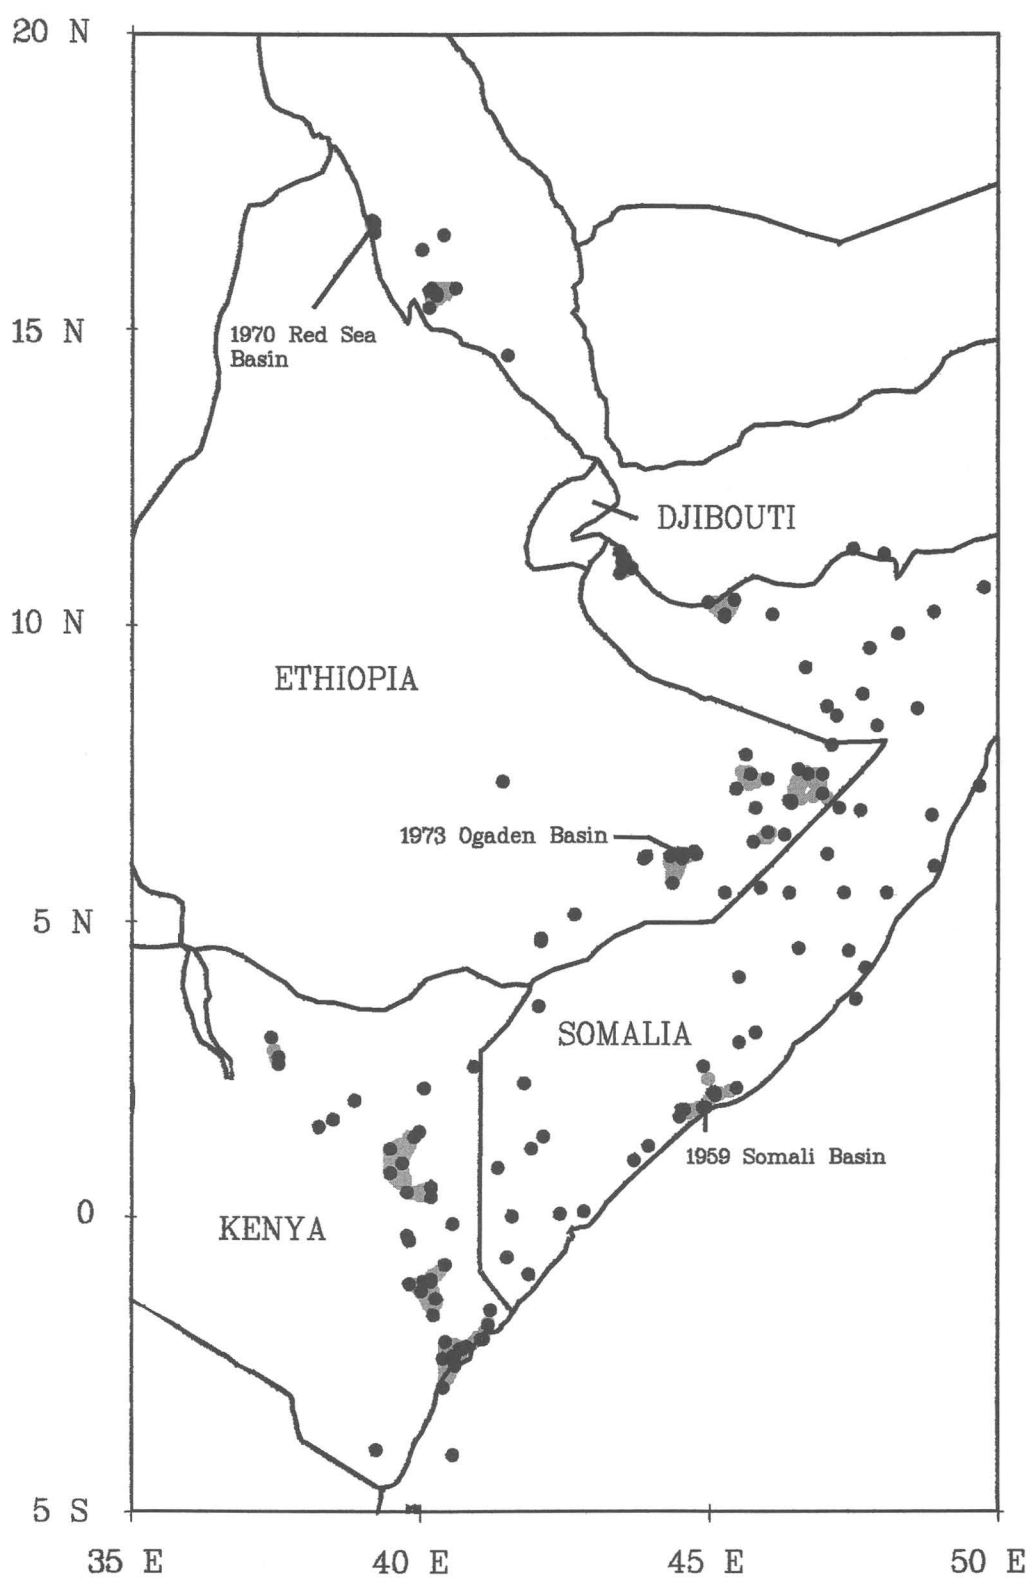 20 N
1970 Red Sea
Basin
15 N
DJIBOUTI
10 N
ETHIOPIA
1973 Ogaden Basin
5 N
SOMALIA
1959 Somali Basin
0
KENYA
5 S
35 E
40 E
45 E
50 E